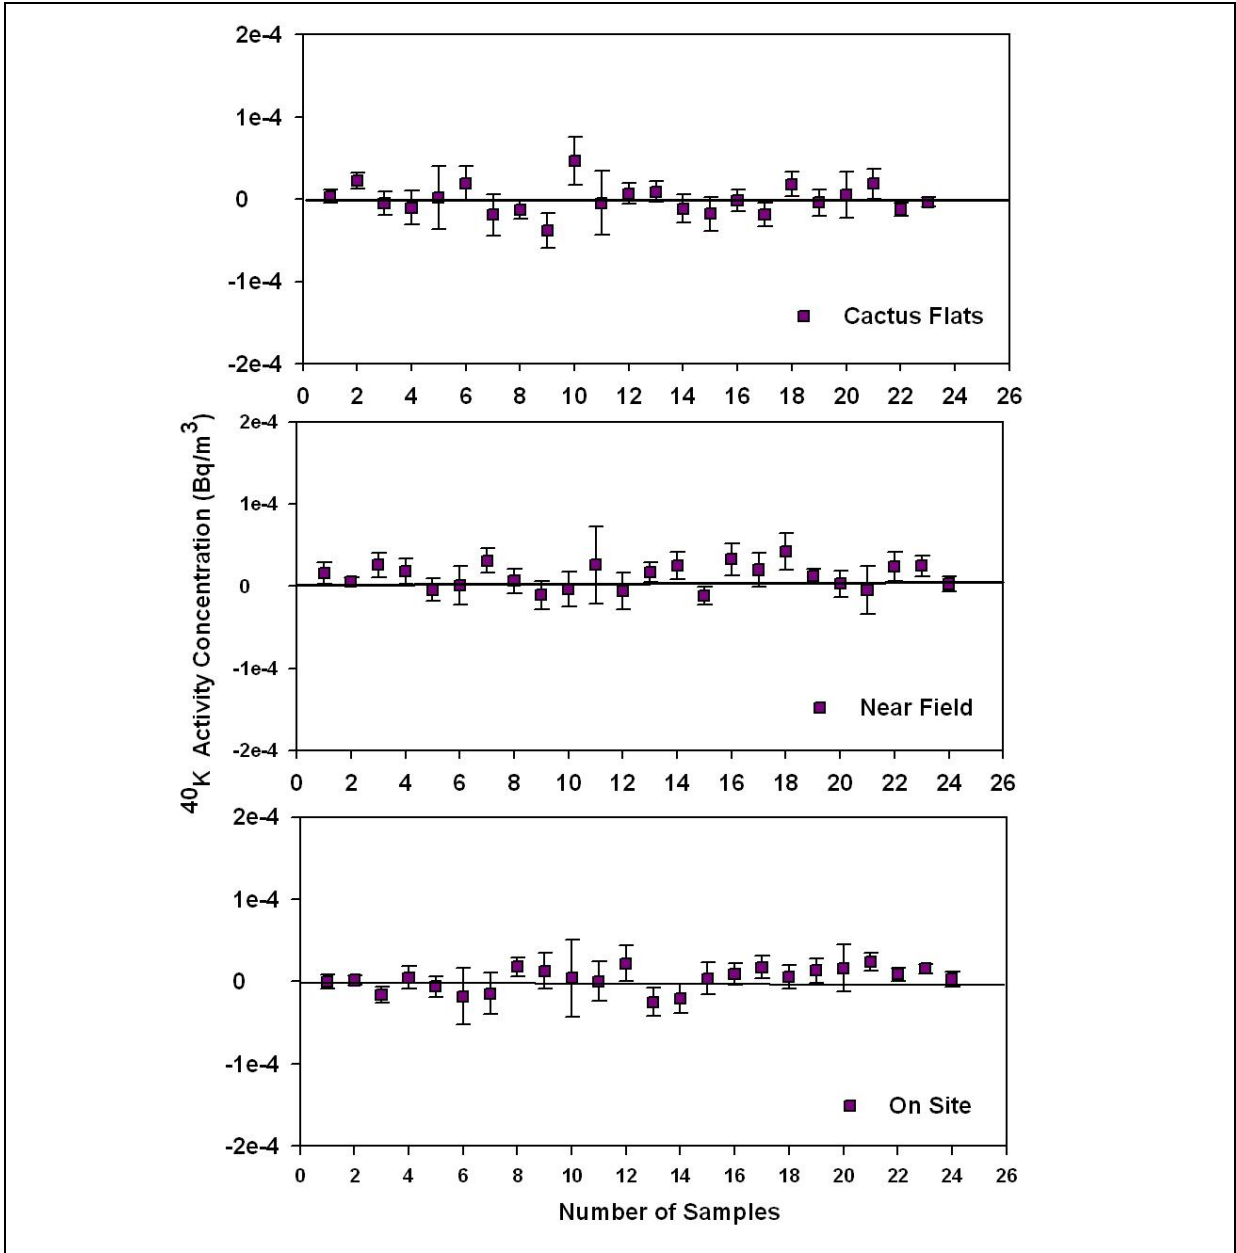 2e-4
1e-4
0
-1e-4
-2e-4
Cactus Flats
0 2 4 6 8 10 12 14 16 18 20 22 24 26
⁴⁰K Activity Concentration (Bq/m³)
2e-4
1e-4
0
-1e-4
-2e-4
Near Field
0 2 4 6 8 10 12 14 16 18 20 22 24 26
2e-4
1e-4
0
-1e-4
-2e-4
On Site
0 2 4 6 8 10 12 14 16 18 20 22 24 26
Number of Samples